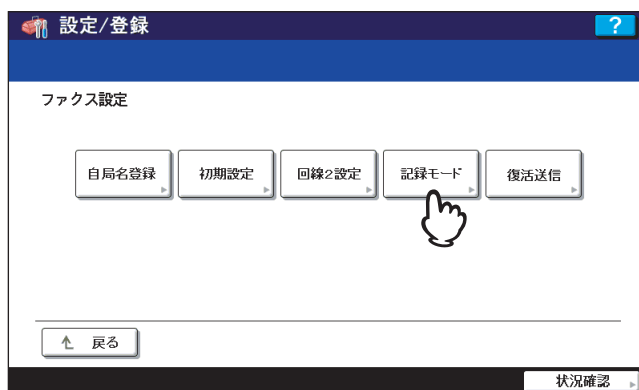 設定/登録
?
ファクス設定
自局名登録
初期設定
回線2設定
記録モード
復活送信
戻る
状況確認